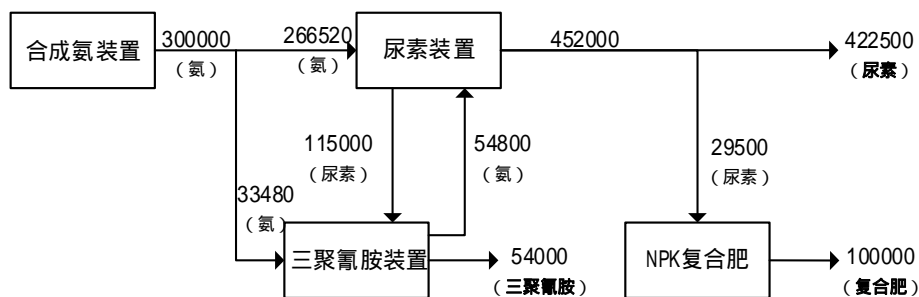 合成氨装置
300000
（氨）
266520
（氨）
尿素装置
452000
422500
（尿素）
115000
（尿素）
54800
（氨）
29500
（尿素）
33480
（氨）
三聚氰胺装置
54000
（三聚氰胺）
NPK复合肥
100000
（复合肥）